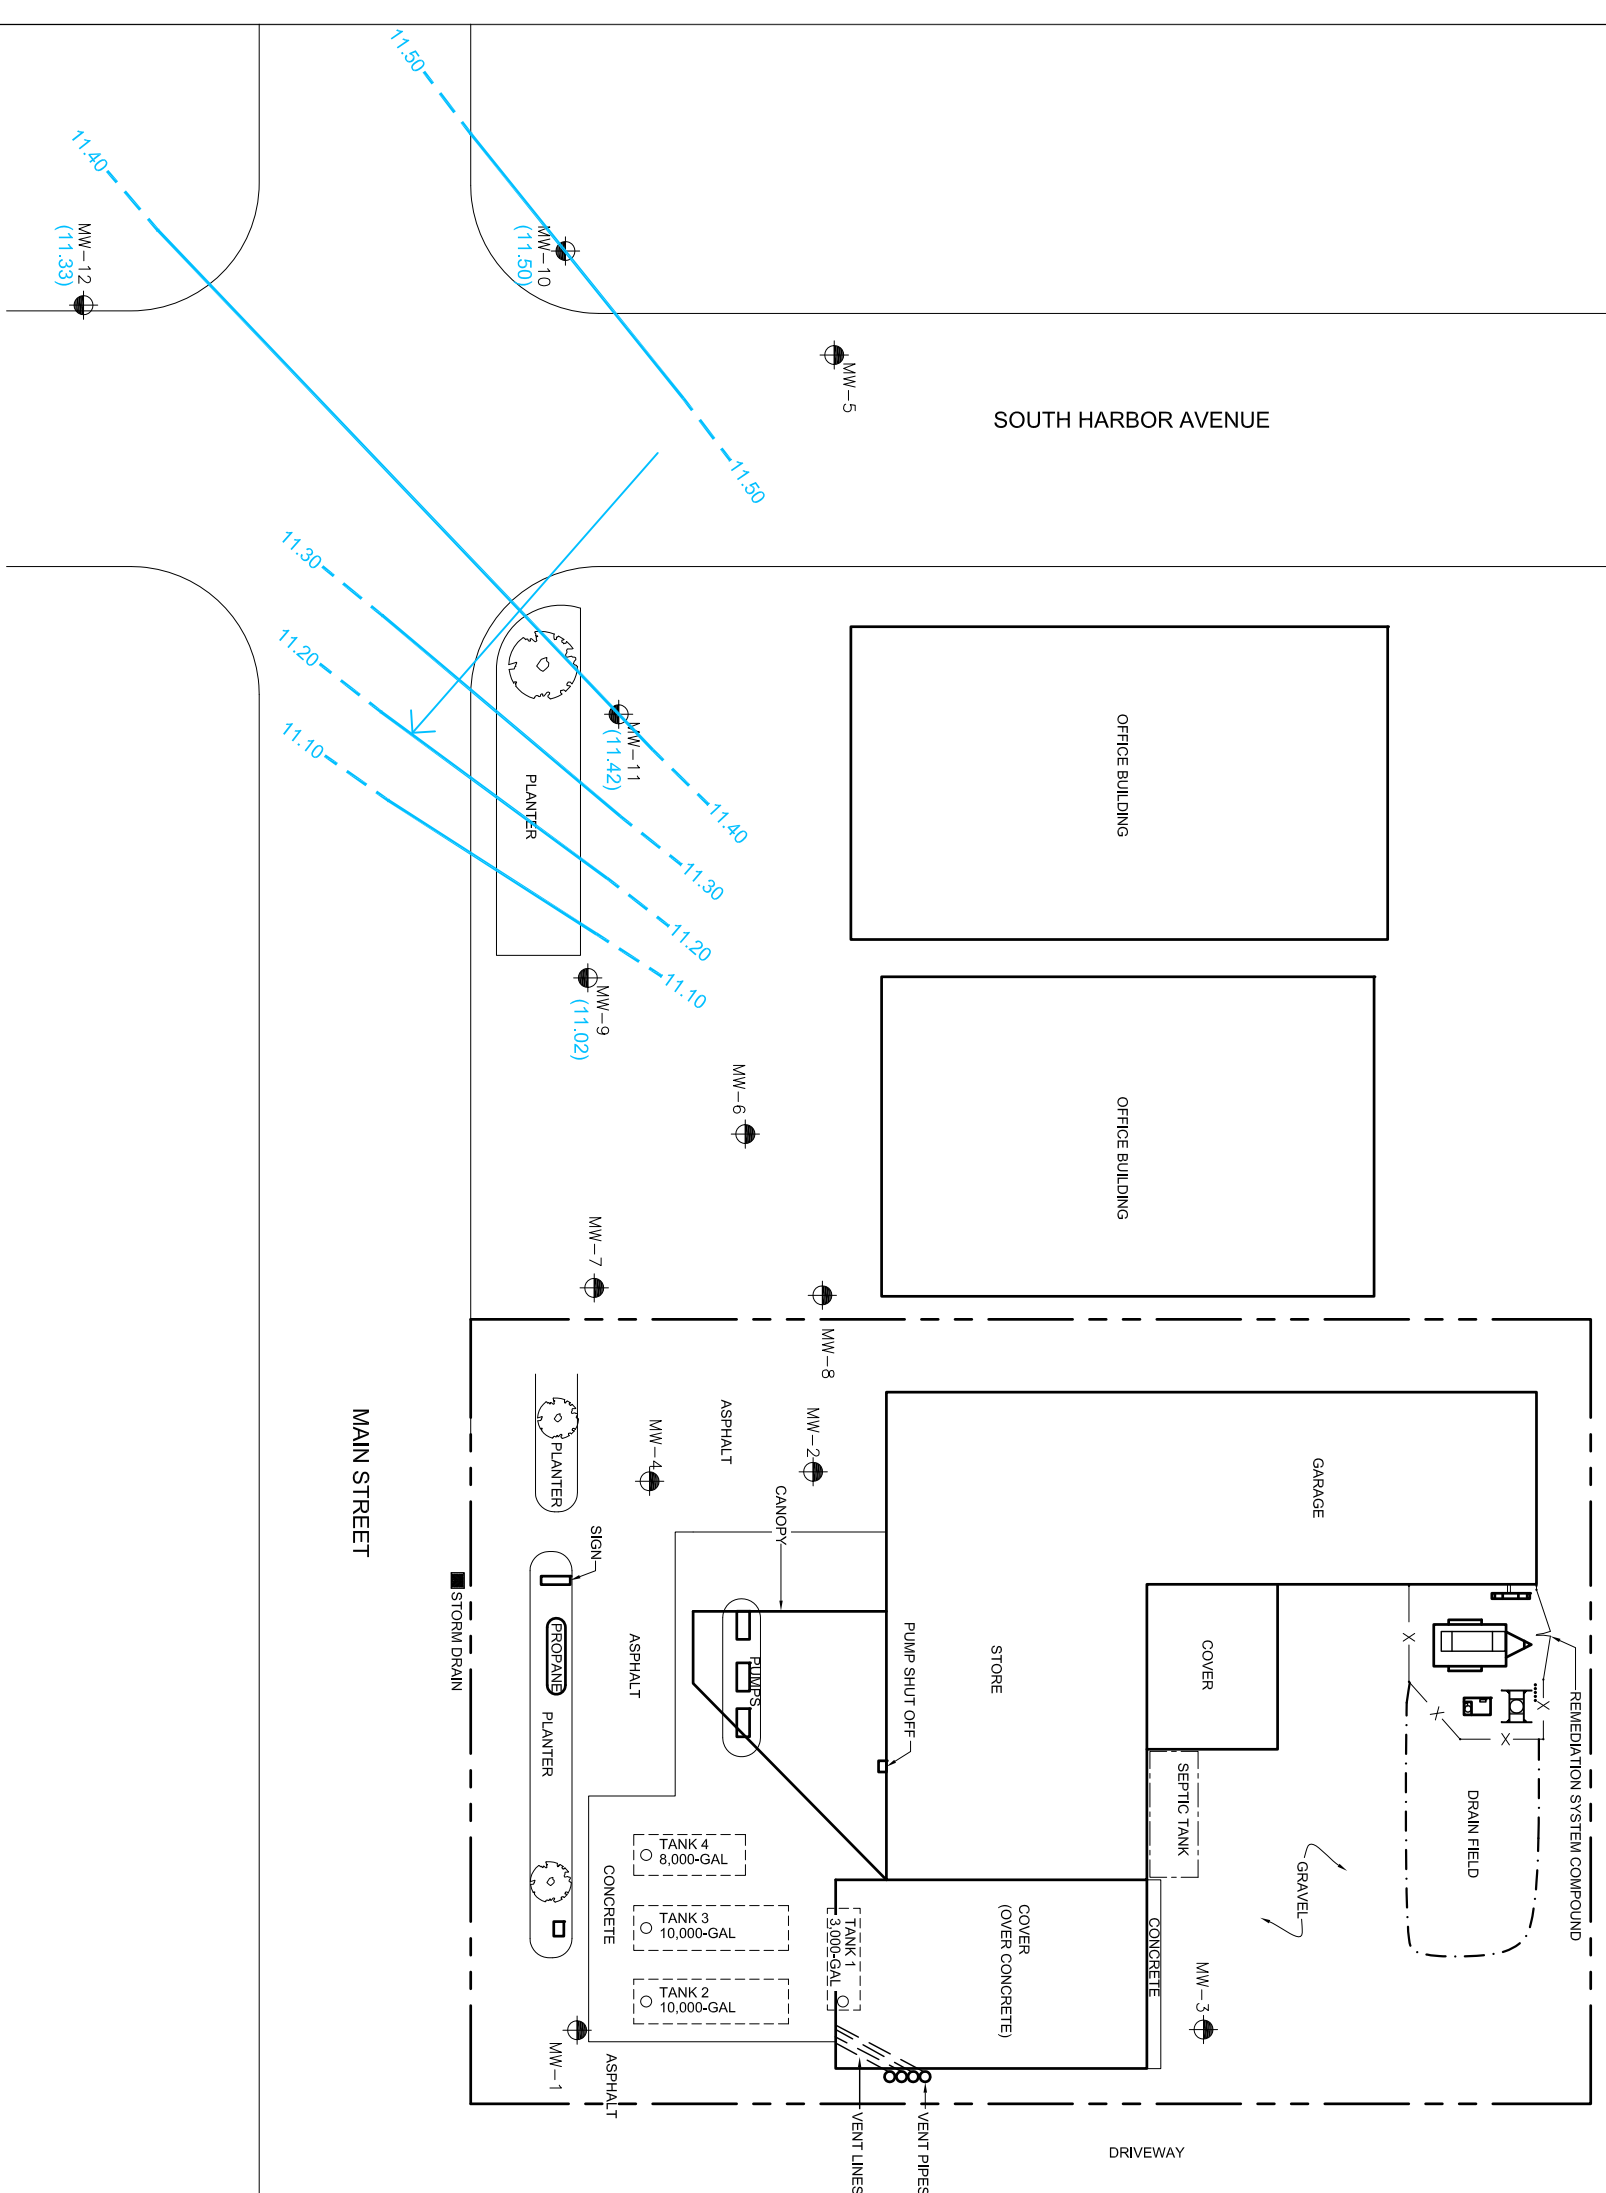 11.50
11.40
MW-12
(11.33)
MW-10
(11.50)
MW-5
SOUTH HARBOR AVENUE
11.50
11.30
11.20
11.10
MW-11
(11.42)
PLANTER
11.40
11.30
11.20
11.10
OFFICE BUILDING
MW-9
(11.02)
MW-6
OFFICE BUILDING
MW-7
MW-8
MAIN STREET
ASPHALT
MW-4
MW-2
PLANTER
CANOPY
GARAGE
SIGN
STORM DRAIN
PROPANE
PLANTER
ASPHALT
PUMPS
PUMP SHUT OFF
STORE
COVER
X
X
X
X
REMEDIATION SYSTEM COMPOUND
SEPTIC TANK
DRAIN FIELD
GRAVEL
TANK 4
8,000-GAL
CONCRETE
TANK 3
10,000-GAL
TANK 2
10,000-GAL
TANK 1
3,000-GAL
COVER
(OVER CONCRETE)
CONCRETE
MW-3
MW-1
ASPHALT
VENT LINES
VENT PIPES
DRIVEWAY